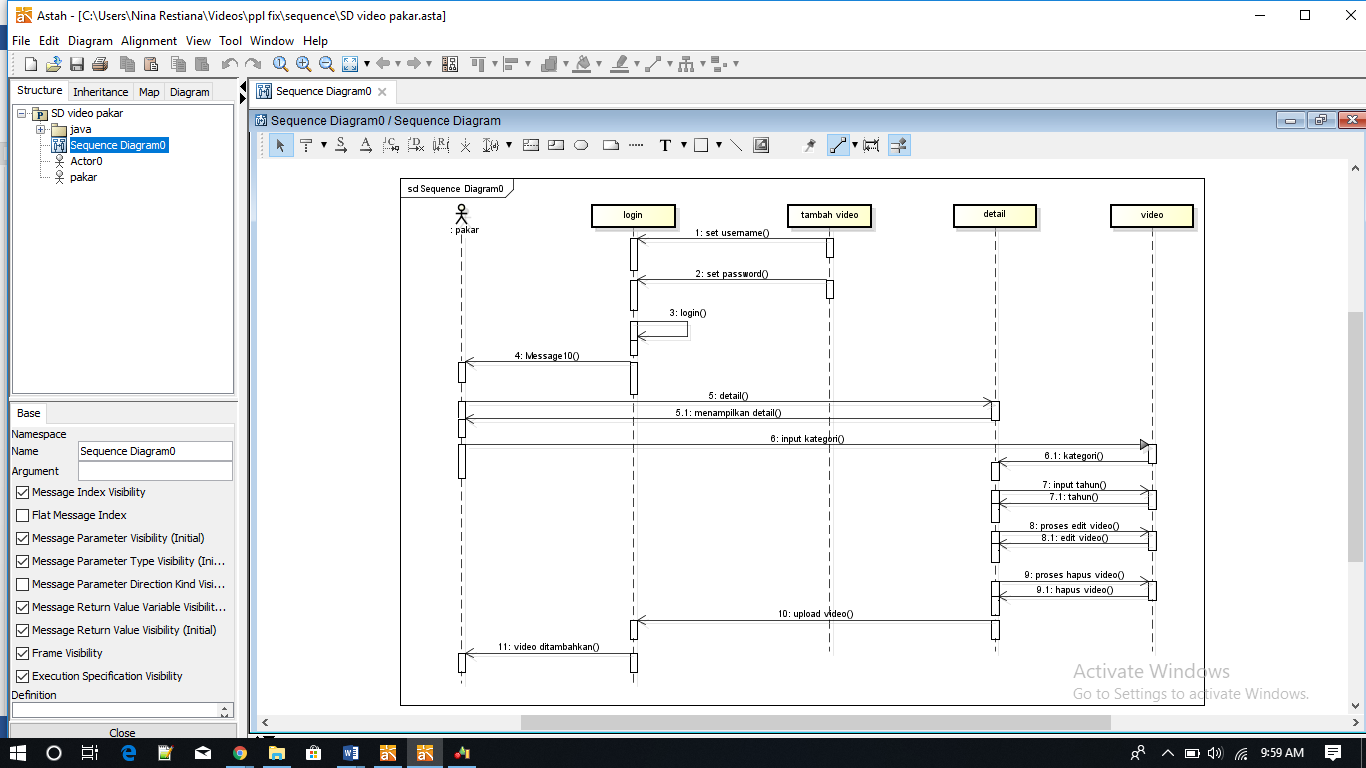 Astah - [C:\Users\Nina Restiana\Videos\ppl fix\sequence\SD video pakar.asta]
File Edit Diagram Alignment View Tool Window Help
Structure Inheritance Map Diagram
SD video pakar
java
Sequence Diagram0
Actor0
pakar
Base
Namespace
Name Sequence Diagram0
Argument
Message Index Visibility
Flat Message Index
Message Parameter Visibility (Initial)
Message Parameter Type Visibility (Ini...
Message Parameter Direction Kind Visi...
Message Return Value Variable Visibilit...
Message Return Value Visibility (Initial)
Frame Visibility
Execution Specification Visibility
Definition
Close
Sequence Diagram0
Sequence Diagram0 / Sequence Diagram
sd Sequence Diagram0
: pakar
login
tambah video
detail
video
1: set username()
2: set password()
3: login()
4: Message10()
5: detail()
5.1: menampilkan detail()
6: input kategori()
6.1: kategori()
7: input tahun()
7.1: tahun()
8: proses edit video()
8.1: edit video()
9: proses hapus video()
9.1: hapus video()
10: upload video()
11: video ditambahkan()
Activate Windows
Go to Settings to activate Windows.
9:59 AM